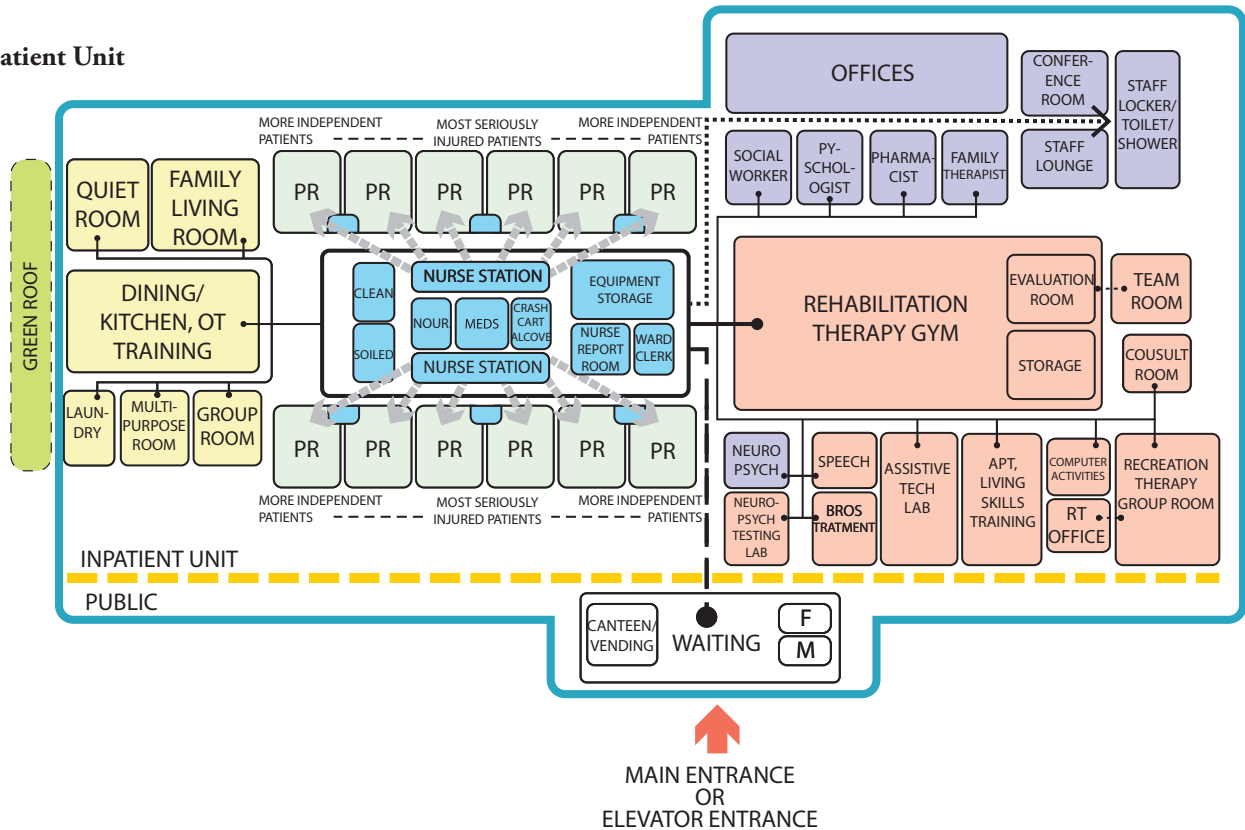 atient Unit
MORE INDEPENDENT
PATIENTS
MOST SERIOUSLY
INJURED PATIENTS
MORE INDEPENDENT
PATIENTS
OFFICES
CONFER-
ENCE
ROOM
STAFF
LOCKER/
TOILET/
SHOWER
STAFF
LOUNGE
SOCIAL
WORKER
PY-
SCHOL-
OGIST
PHARMA-
CIST
FAMILY
THERAPIST
GREEN ROOF
QUIET
ROOM
FAMILY
LIVING
ROOM
PR
PR
PR
PR
PR
PR
DINING/
KITCHEN, OT
TRAINING
CLEAN
SOILED
NURSE STATION
NOUR.
MEDS
CRASH
CART
ALCOVE
NURSE STATION
EQUIPMENT
STORAGE
NURSE
REPORT
ROOM
WARD
CLERK
REHABILITATION
THERAPY GYM
EVALUATION
ROOM
STORAGE
TEAM
ROOM
COUSULT
ROOM
LAUN-
DRY
MULTI-
PURPOSE
ROOM
GROUP
ROOM
PR
PR
PR
PR
PR
PR
MORE INDEPENDENT
PATIENTS
MOST SERIOUSLY
INJURED PATIENTS
MORE INDEPENDENT
PATIENTS
NEURO
PSYCH
SPEECH
NEURO-
PSYCH
TESTING
LAB
BROS
TRATMENT
ASSISTIVE
TECH
LAB
APT,
LIVING
SKILLS
TRAINING
COMPUTER
ACTIVITIES
RT
OFFICE
RECREATION
THERAPY
GROUP ROOM
INPATIENT UNIT
PUBLIC
CANTEEN/
VENDING
WAITING
F
M
MAIN ENTRANCE
OR
ELEVATOR ENTRANCE